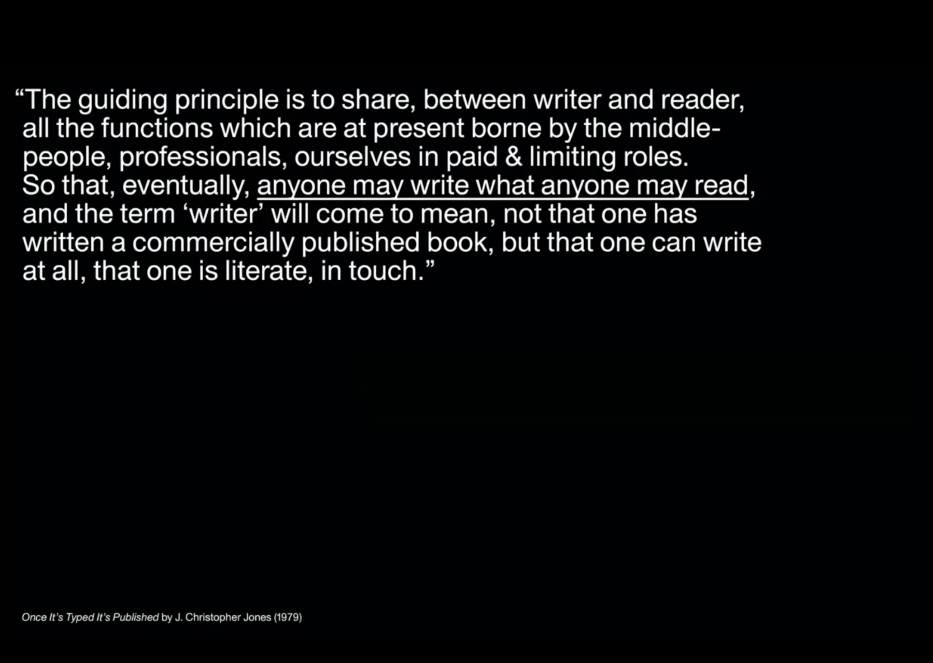 “The guiding principle is to share, between writer and reader,
all the functions which are at present borne by the middle-
people, professionals, ourselves in paid & limiting roles.
So that, eventually, anyone may write what anyone may read,
and the term ‘writer’ will come to mean, not that one has
written a commercially published book, but that one can write
at all, that one is literate, in touch.”
Once It’s Typed It’s Published by J. Christopher Jones (1979)